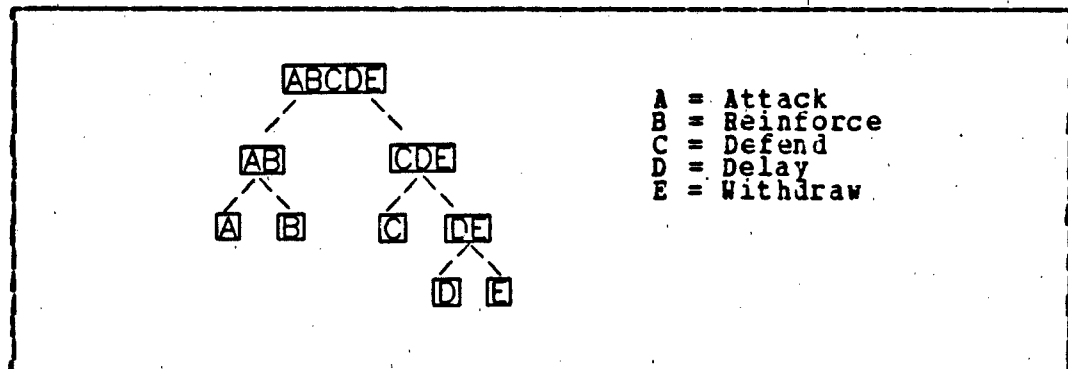 ABCDE
AB CDE
A B C DE
D E
A = Attack
B = Reinforce
C = Defend
D = Delay
E = Withdraw